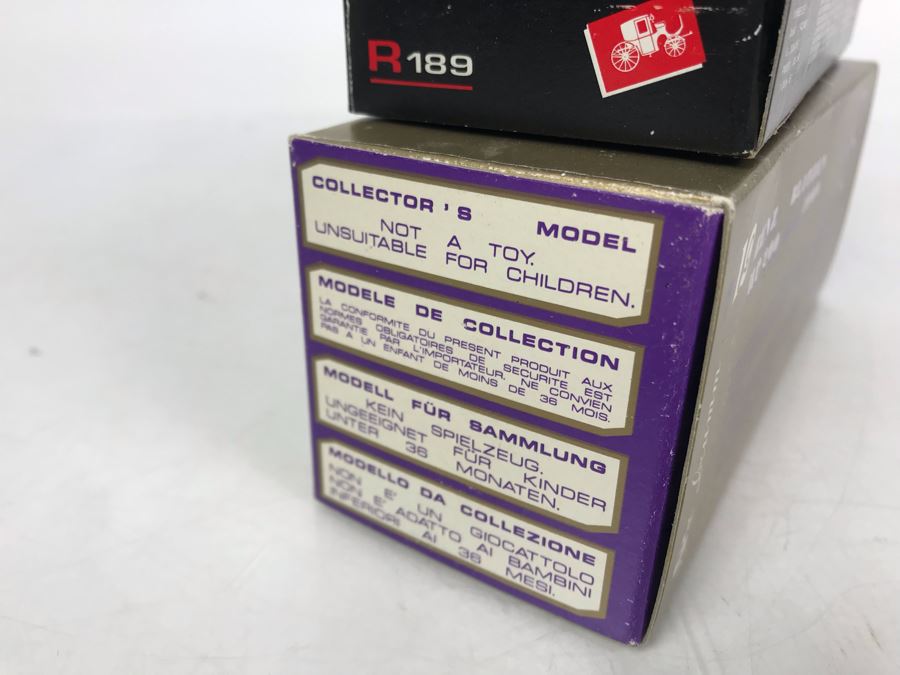 R 189
COLLECTOR'S MODEL
NOT A TOY.
UNSUITABLE FOR CHILDREN.
MODELE DE COLLECTION
LA CONFORMITE DU PRESENT PRODUIT AUX
NORMES OBLIGATOIRES DE SECURITE EST
GARANTIE PAR L'IMPORTATEUR. NE CONVIEN
PAS A UN ENFANT DE MOINS DE 36 MOIS.
MODELL FÜR SAMMLUNG
KEIN SPIELZEUG.
UNGEEIGNET FÜR KINDER
UNTER 36 MONATEN.
MODELLO DA COLLEZIONE
NON E' UN GIOCATTOLO
NON E' ADATTO AI BAMBINI
INFERIORI AI 36 MESI.